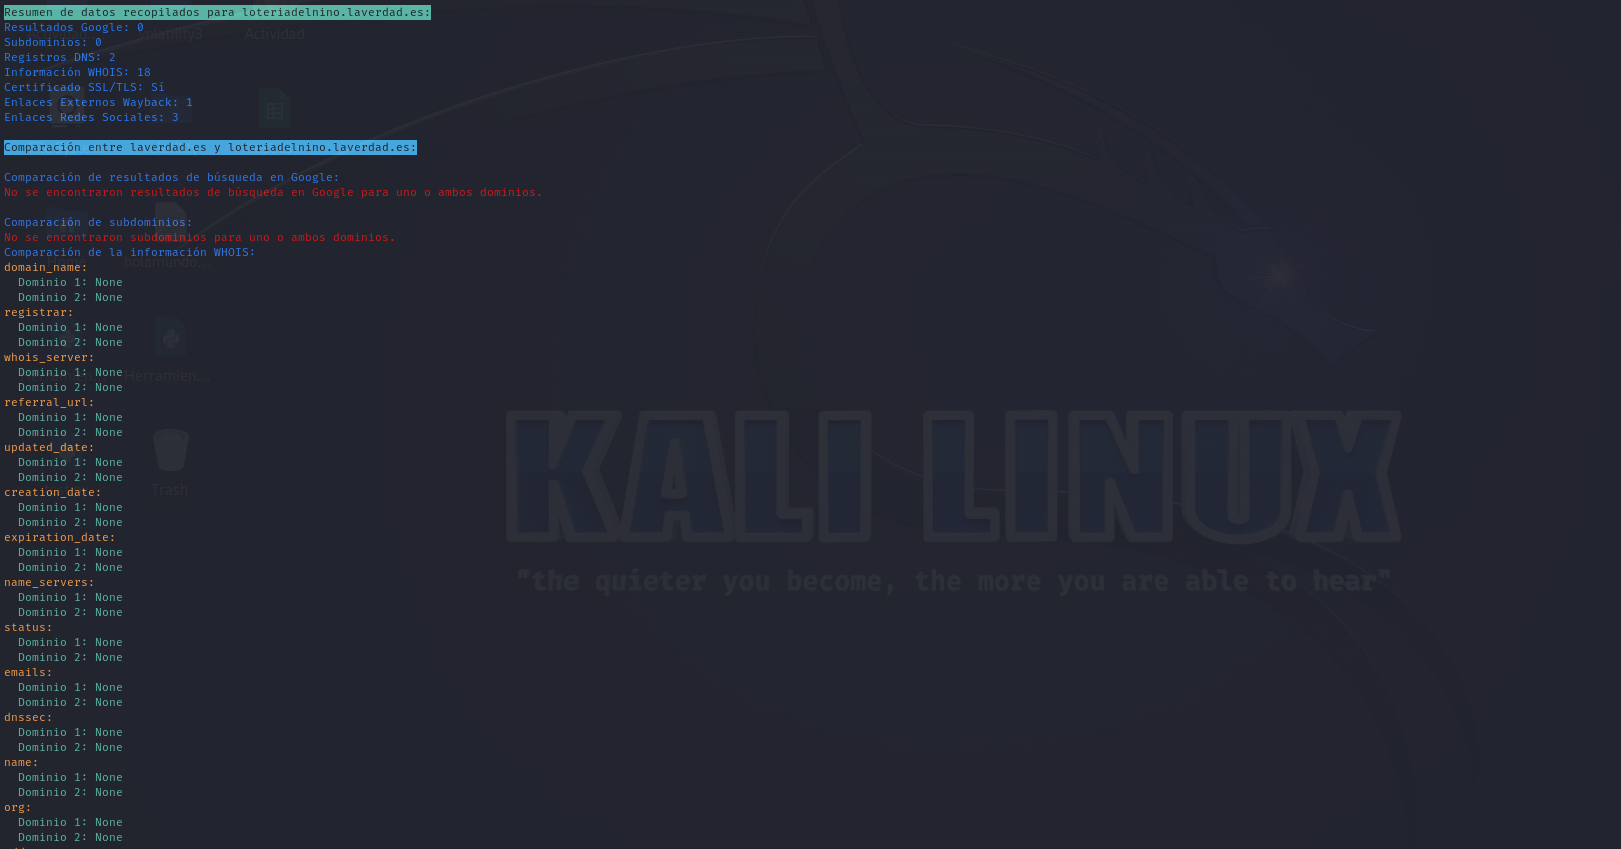 Resumen de datos recopilados para loteriadelnino.laverdad.es:
Resultados Google: 0
Subdominios: 0
Registros DNS: 2
Información WHOIS: 18
Certificado SSL/TLS: Sí
Enlaces Externos Wayback: 1
Enlaces Redes Sociales: 3
Comparación entre laverdad.es y loteriadelnino.laverdad.es:
Comparación de resultados de búsqueda en Google:
No se encontraron resultados de búsqueda en Google para uno o ambos dominios.
Comparación de subdominios:
No se encontraron subdominios para uno o ambos dominios.
Comparación de la información WHOIS:
domain_name:
Dominio 1: None
Dominio 2: None
registrar:
Dominio 1: None
Dominio 2: None
whois_server:
Dominio 1: None
Dominio 2: None
referral_url:
Dominio 1: None
Dominio 2: None
updated_date:
Dominio 1: None
Dominio 2: None
creation_date:
Dominio 1: None
Dominio 2: None
expiration_date:
Dominio 1: None
Dominio 2: None
name_servers:
Dominio 1: None
Dominio 2: None
status:
Dominio 1: None
Dominio 2: None
emails:
Dominio 1: None
Dominio 2: None
dnssec:
Dominio 1: None
Dominio 2: None
name:
Dominio 1: None
Dominio 2: None
org:
Dominio 1: None
Dominio 2: None
Actividad
Herramien...
Trash
KALI LINUX
"the quieter you become, the more you are able to hear"